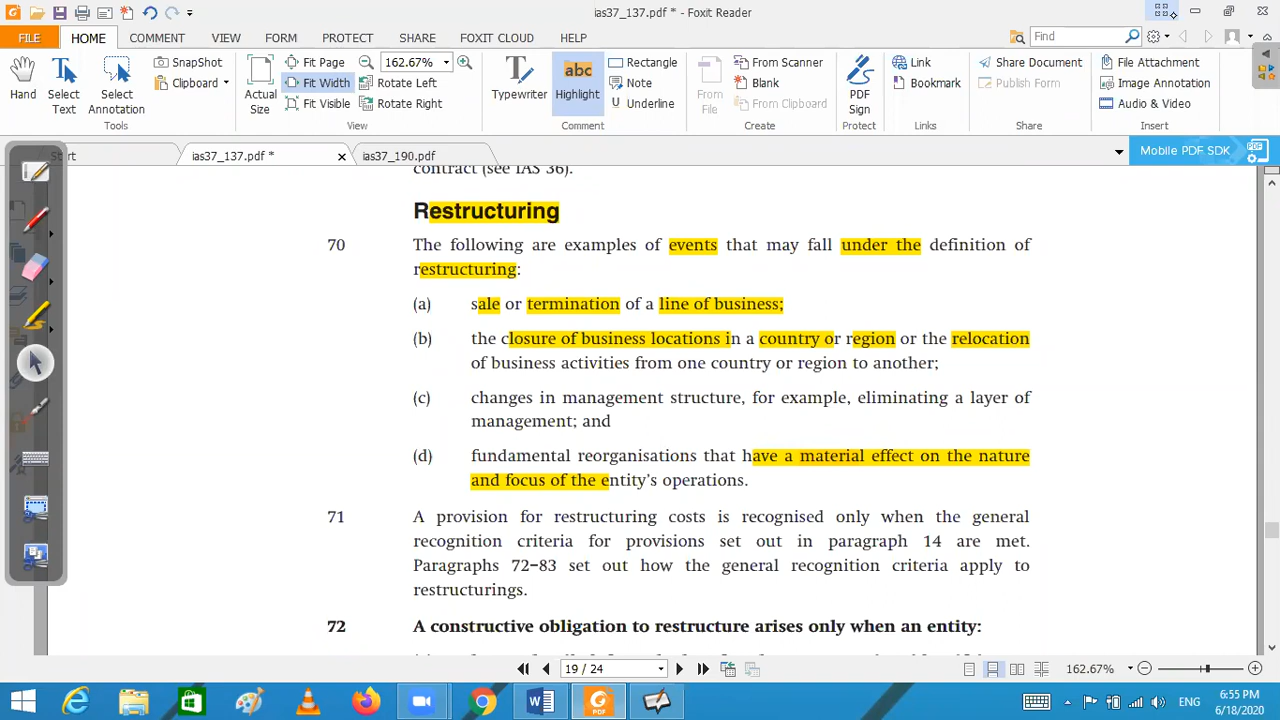 ias37_137.pdf * - Foxit Reader
FILE HOME COMMENT VIEW FORM PROTECT SHARE FOXIT CLOUD HELP Find
SnapShot Fit Page 162.67% Rectangle From Scanner Link Share Document File Attachment
Clipboard Fit Width Rotate Left Note Blank Bookmark Publish Form Image Annotation
Hand Select Text Select Annotation Actual Size Fit Visible Rotate Right Typewriter abc Highlight Underline From File From Clipboard PDF Sign Audio & Video
Tools View Comment Create Protect Links Share Insert
Start ias37_137.pdf * ias37_190.pdf Mobile PDF SDK
contract (see IAS 36).
Restructuring
70 The following are examples of events that may fall under the definition of
restructuring:
(a) sale or termination of a line of business;
(b) the closure of business locations in a country or region or the relocation
of business activities from one country or region to another;
(c) changes in management structure, for example, eliminating a layer of
management; and
(d) fundamental reorganisations that have a material effect on the nature
and focus of the entity's operations.
71 A provision for restructuring costs is recognised only when the general
recognition criteria for provisions set out in paragraph 14 are met.
Paragraphs 72–83 set out how the general recognition criteria apply to
restructurings.
72 A constructive obligation to restructure arises only when an entity:
19 / 24 162.67%
ENG 6:55 PM
6/18/2020